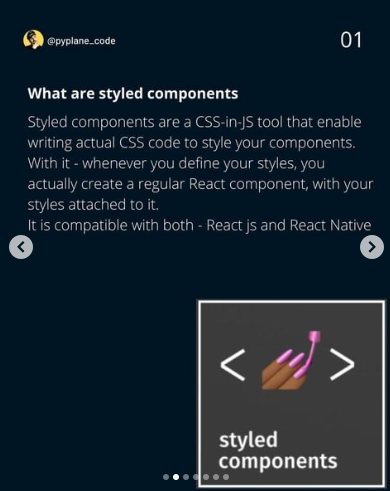 @pyplane_code
01
What are styled components
Styled components are a CSS-in-JS tool that enable
writing actual CSS code to style your components.
With it - whenever you define your styles, you
actually create a regular React component, with your
styles attached to it.
It is compatible with both - React js and React Native
< 💅🏾 >
styled
components